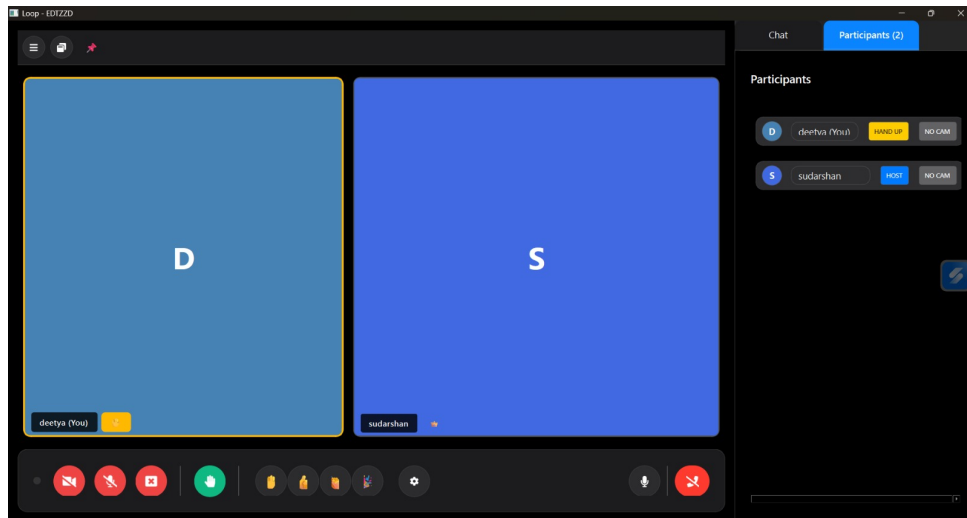 Loop - EDTZZD
Chat
Participants (2)
Participants
D
deetya (You)
HAND UP
NO CAM
S
sudarshan
HOST
NO CAM
D
S
deetya (You)
sudarshan